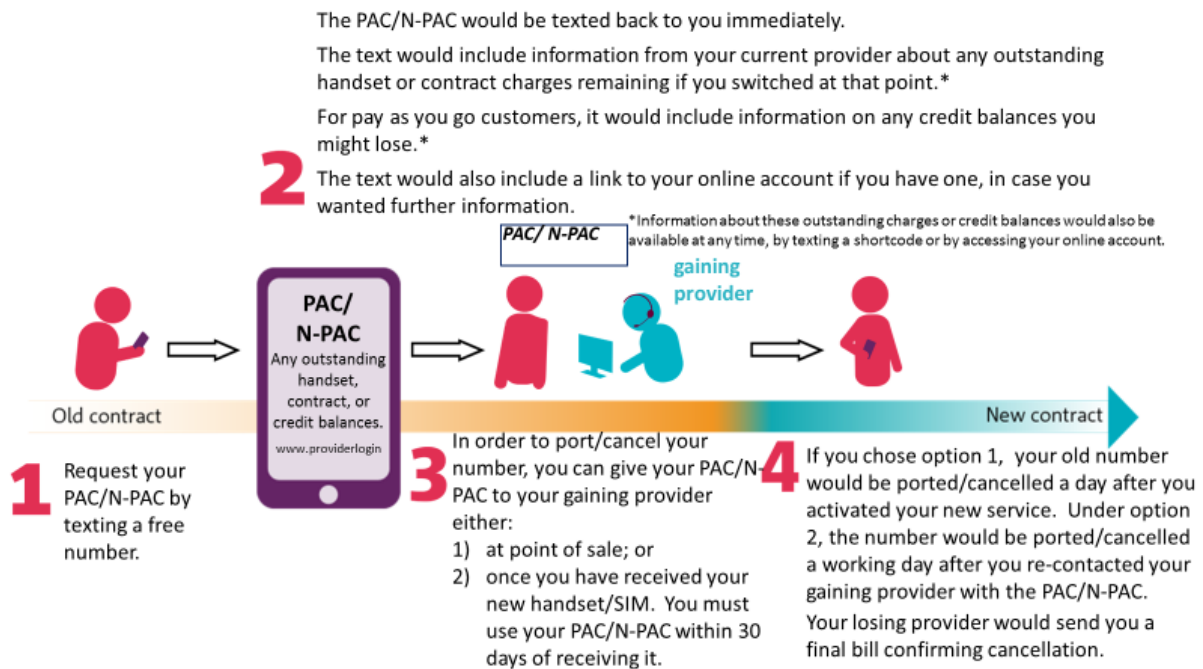 The PAC/N-PAC would be texted back to you immediately.
The text would include information from your current provider about any outstanding
handset or contract charges remaining if you switched at that point.*
For pay as you go customers, it would include information on any credit balances you
might lose.*
2
The text would also include a link to your online account if you have one, in case you
wanted further information.
*Information about these outstanding charges or credit balances would also be
available at any time, by texting a shortcode or by accessing your online account.
PAC/ N-PAC
gaining
provider
PAC/
N-PAC
Any outstanding
handset,
contract, or
credit balances.
www.providerlogin
Old contract
New contract
1
Request your
PAC/N-PAC by
texting a free
number.
3
In order to port/cancel your
number, you can give your PAC/N-
PAC to your gaining provider
either:
1) at point of sale; or
2) once you have received your
new handset/SIM. You must
use your PAC/N-PAC within 30
days of receiving it.
4
If you chose option 1, your old number
would be ported/cancelled a day after you
activated your new service. Under option
2, the number would be ported/cancelled
a working day after you re-contacted your
gaining provider with the PAC/N-PAC.
Your losing provider would send you a
final bill confirming cancellation.